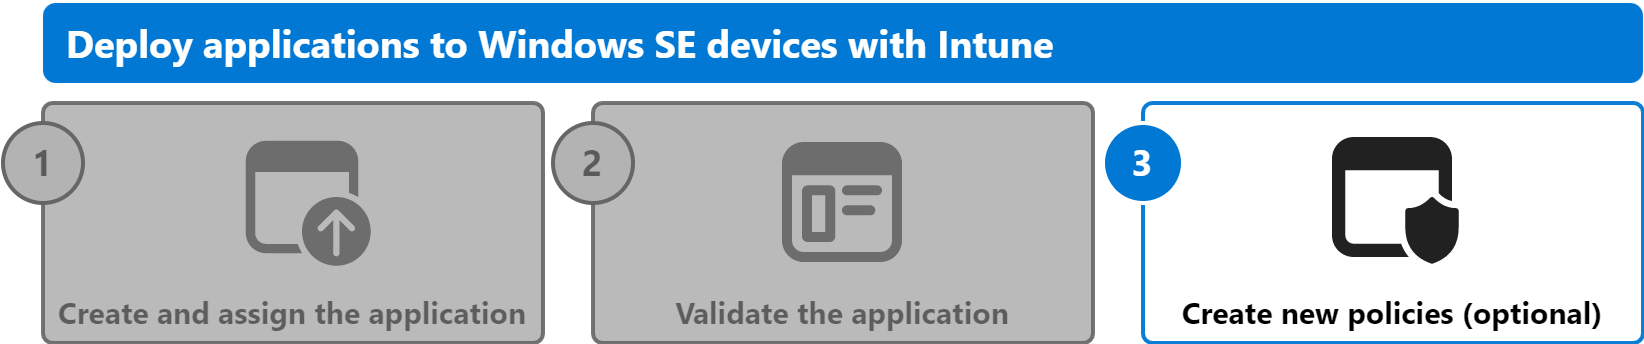 Deploy applications to Windows SE devices with Intune
1
Create and assign the application
2
Validate the application
3
Create new policies (optional)